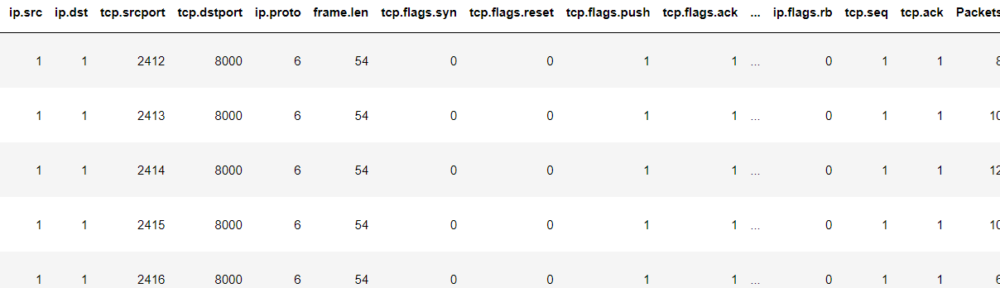 ip.src ip.dst tcp.srcport tcp.dstport ip.proto frame.len tcp.flags.syn tcp.flags.reset tcp.flags.push tcp.flags.ack ... ip.flags.rb tcp.seq tcp.ack Packets
1 1 2412 8000 6 54 0 0 1 1 ... 0 1 1 8
1 1 2413 8000 6 54 0 0 1 1 ... 0 1 1 10
1 1 2414 8000 6 54 0 0 1 1 ... 0 1 1 12
1 1 2415 8000 6 54 0 0 1 1 ... 0 1 1 10
1 1 2416 8000 6 54 0 0 1 1 ... 0 1 1 6